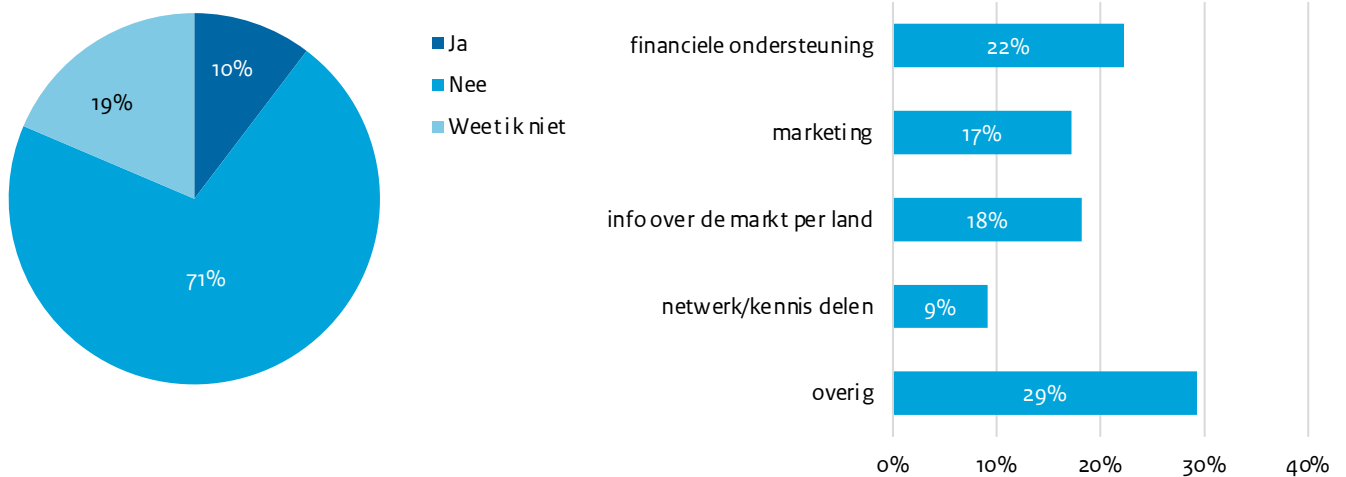 10%
19%
71%
Ja
Nee
Weet ik niet
financiele ondersteuning
22%
marketing
17%
info over de markt per land
18%
netwerk/kennis delen
9%
overig
29%
0% 10% 20% 30% 40%